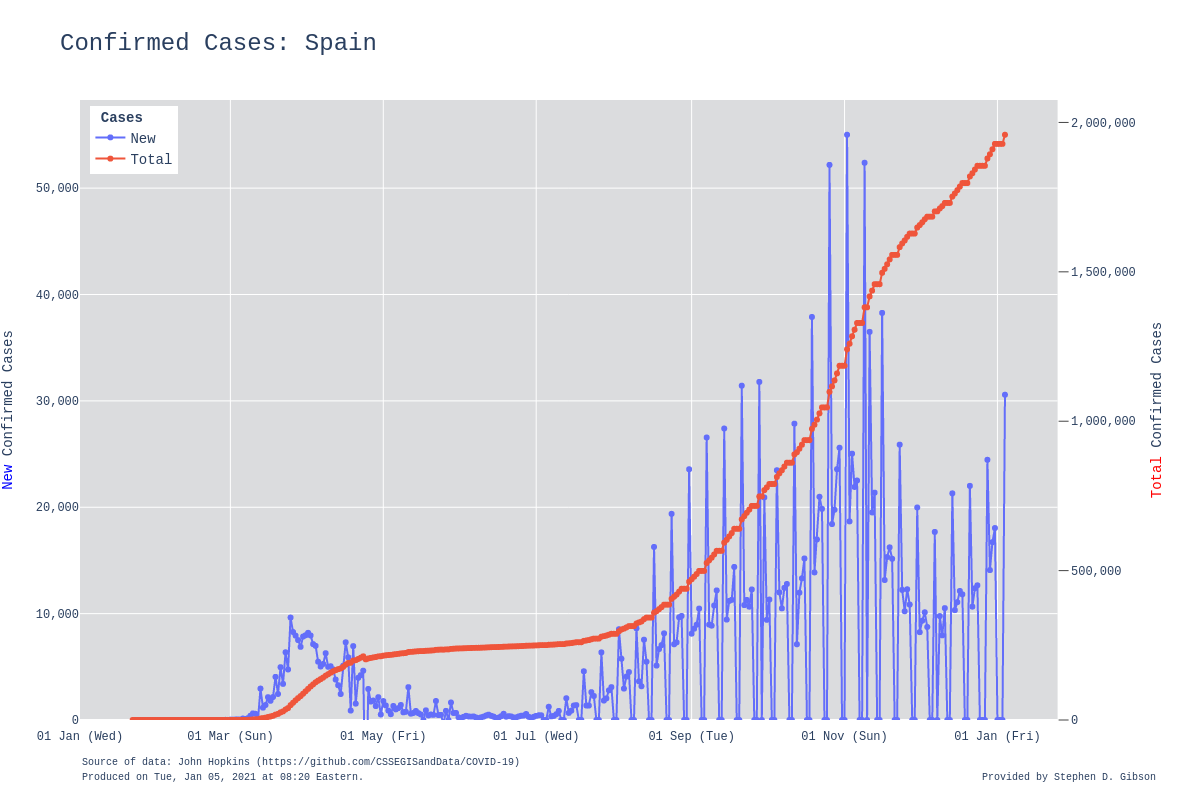 Confirmed Cases: Spain
Cases
New
Total
50,000
40,000
30,000
20,000
10,000
0
2,000,000
1,500,000
1,000,000
500,000
0
New Confirmed Cases
Total Confirmed Cases
01 Jan (Wed)
01 Mar (Sun)
01 May (Fri)
01 Jul (Wed)
01 Sep (Tue)
01 Nov (Sun)
01 Jan (Fri)
Source of data: John Hopkins (https://github.com/CSSEGISandData/COVID-19)
Produced on Tue, Jan 05, 2021 at 08:20 Eastern.
Provided by Stephen D. Gibson